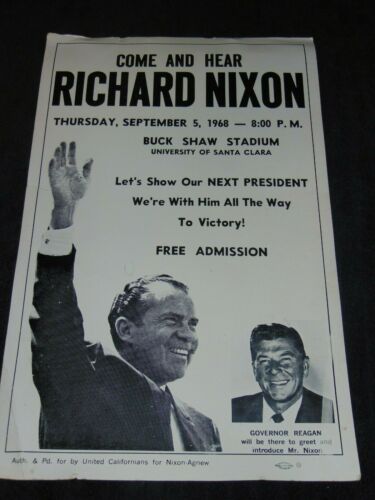 COME AND HEAR
RICHARD NIXON
THURSDAY, SEPTEMBER 5, 1968 — 8:00 P.M.
BUCK SHAW STADIUM
UNIVERSITY OF SANTA CLARA
Let's Show Our NEXT PRESIDENT
We're With Him All The Way
To Victory!
FREE ADMISSION
GOVERNOR REAGAN
will be there to greet and
introduce Mr. Nixon
Auth. & Pd. for by United Californians for Nixon-Agnew